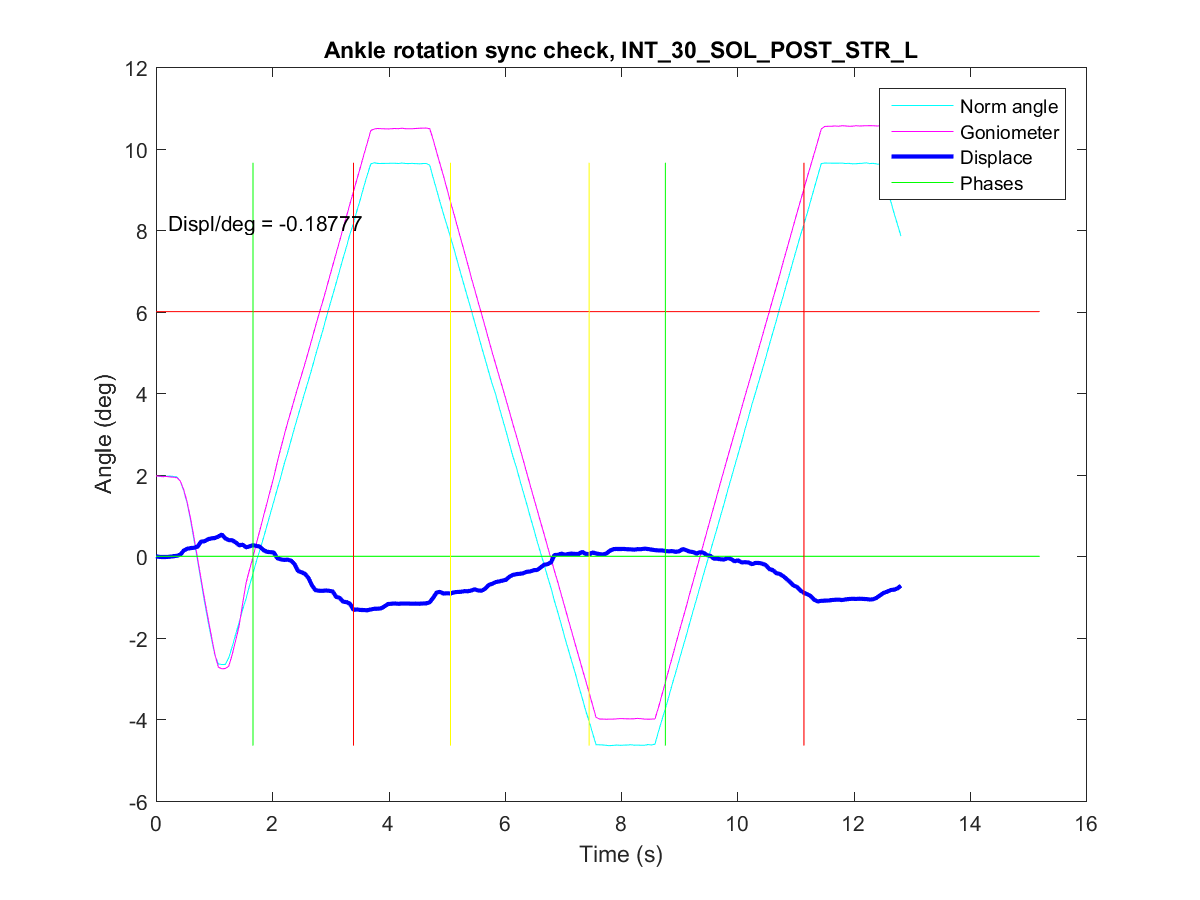 Ankle rotation sync check, INT_30_SOL_POST_STR_L
12
10
8
6
4
2
0
-2
-4
-6
Angle (deg)
Displ/deg = -0.18777
Norm angle
Goniometer
Displace
Phases
0 2 4 6 8 10 12 14 16
Time (s)